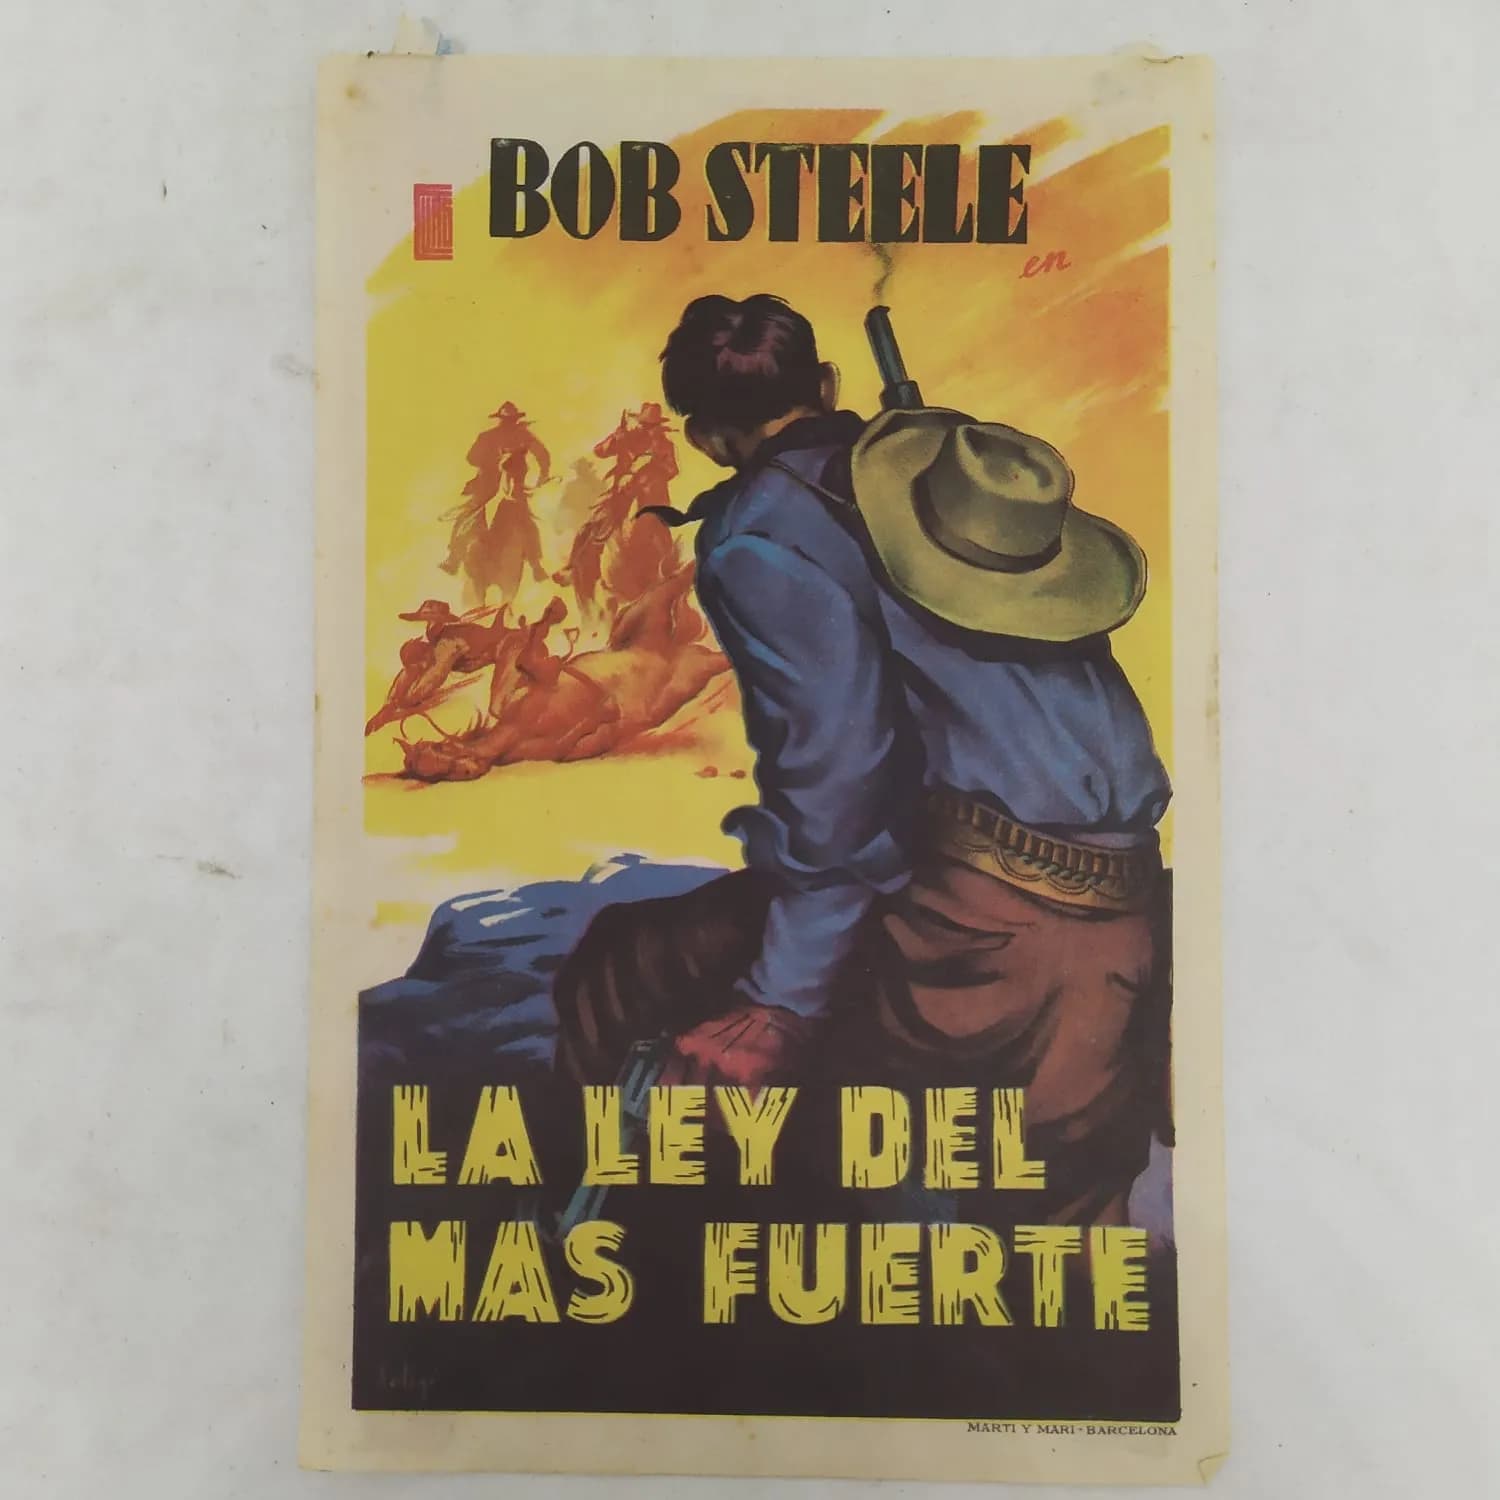 BOB STEELE
en
LA LEY DEL
MAS FUERTE
MARTI Y MARI - BARCELONA